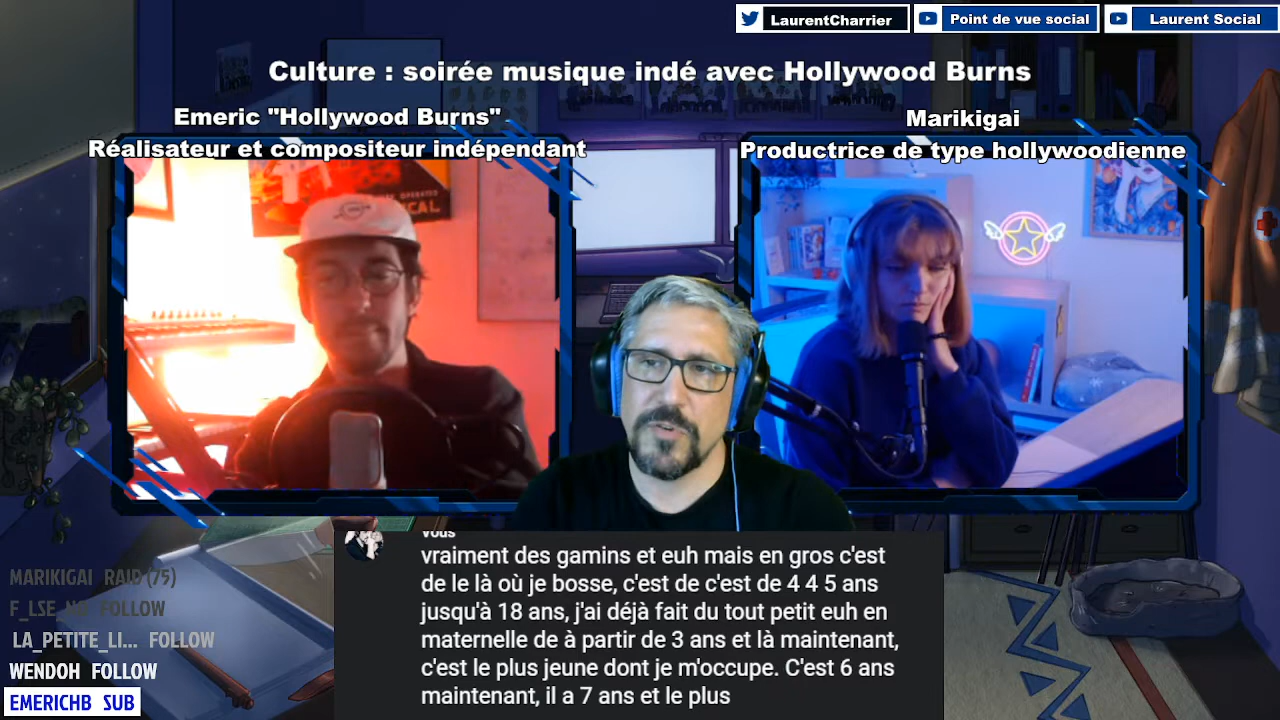 LaurentCharrier
Point de vue social
Laurent Social
Culture : soirée musique indé avec Hollywood Burns
Emeric "Hollywood Burns"
Réalisateur et compositeur indépendant
Marikigai
Productrice de type hollywoodienne
Vous
vraiment des gamins et euh mais en gros c'est
de le là où je bosse, c'est de c'est de 4 4 5 ans
jusqu'à 18 ans, j'ai déjà fait du tout petit euh en
maternelle de à partir de 3 ans et là maintenant,
c'est le plus jeune dont je m'occupe. C'est 6 ans
maintenant, il a 7 ans et le plus
MARIKIGAI RAID (75)
FOLLOW
LA_PETITE_LI... FOLLOW
WENDOH FOLLOW
EMERICHB SUB